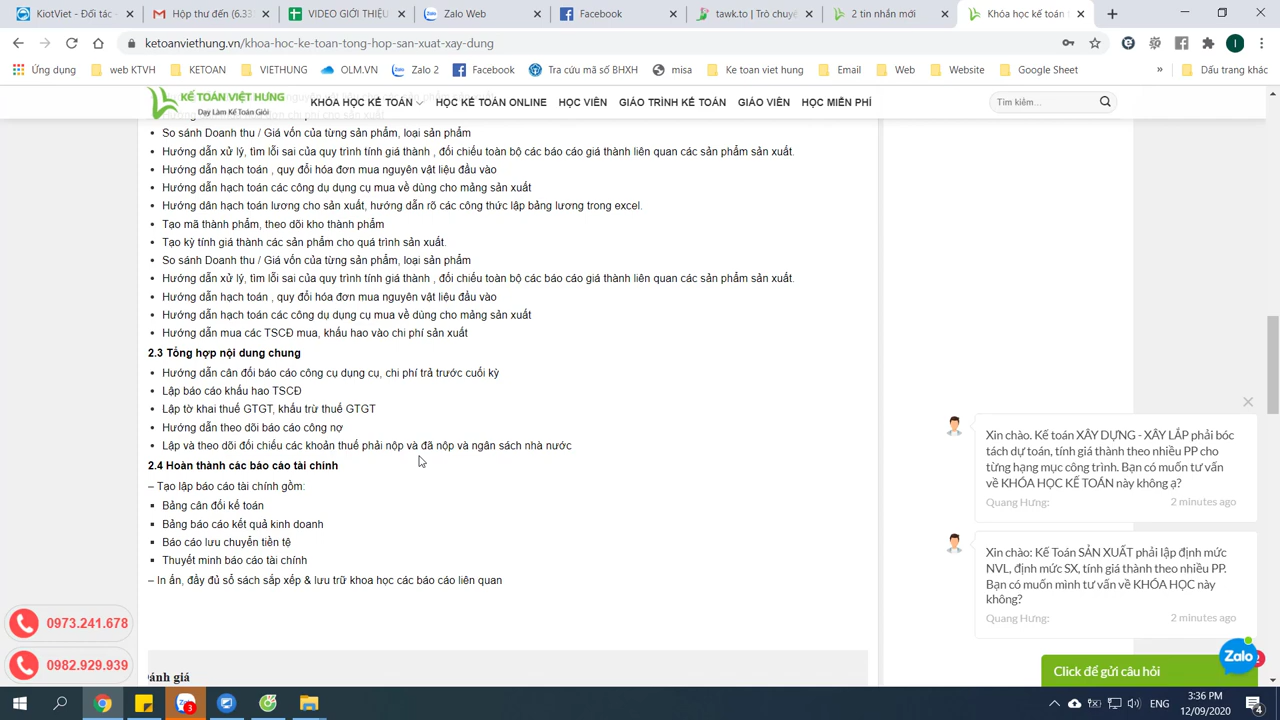 KiotViet - Đối tác -
Hộp thư đến (6.33
VIDEO GIỚI THIỆU
Zalo Web
Facebook
tawk.to | Trò chuyệ
2 tin nhắn mới
Khóa học kế toán
ketoanviethung.vn/khoa-hoc-ke-toan-tong-hop-san-xuat-xay-dung
Ứng dụng
web KTVH
KETOAN
VIETHUNG
OLM.VN
Zalo 2
Facebook
Tra cứu mã số BHXH
misa
Ke toan viet hung
Email
Web
Website
Google Sheet
»
Dấu trang khác
KẾ TOÁN VIỆT HƯNG
Dạy Làm Kế Toán Giỏi
KHÓA HỌC KẾ TOÁN
HỌC KẾ TOÁN ONLINE
HỌC VIÊN
GIÁO TRÌNH KẾ TOÁN
GIÁO VIÊN
HỌC MIỄN PHÍ
Tìm kiếm...
So sánh Doanh thu / Giá vốn của từng sản phẩm, loại sản phẩm
Hướng dẫn xử lý, tìm lỗi sai của quy trình tính giá thành , đối chiếu toàn bộ các báo cáo giá thành liên quan các sản phẩm sản xuất.
Hướng dẫn hạch toán , quy đổi hóa đơn mua nguyên vật liệu đầu vào
Hướng dẫn hạch toán các công dụ dụng cụ mua về dùng cho mảng sản xuất
Hướng dân hạch toán lương cho sản xuất, hướng dẫn rõ các công thức lập bảng lương trong excel.
Tạo mã thành phẩm, theo dõi kho thành phẩm
Tạo kỳ tính giá thành các sản phẩm cho quá trình sản xuất.
So sánh Doanh thu / Giá vốn của từng sản phẩm, loại sản phẩm
Hướng dẫn xử lý, tìm lỗi sai của quy trình tính giá thành , đối chiếu toàn bộ các báo cáo giá thành liên quan các sản phẩm sản xuất.
Hướng dẫn hạch toán , quy đổi hóa đơn mua nguyên vật liệu đầu vào
Hướng dẫn hạch toán các công dụ dụng cụ mua về dùng cho mảng sản xuất
Hướng dẫn mua các TSCĐ mua, khấu hao vào chi phí sản xuất
2.3 Tổng hợp nội dung chung
Hướng dẫn cân đối báo cáo công cụ dụng cụ, chi phí trả trước cuối kỳ
Lập báo cáo khấu hao TSCĐ
Lập tờ khai thuế GTGT, khấu trừ thuế GTGT
Hướng dẫn theo dõi báo cáo công nợ
Lập và theo dõi đối chiếu các khoản thuế phải nộp và đã nộp và ngân sách nhà nước
2.4 Hoàn thành các báo cáo tài chính
– Tạo lập báo cáo tài chính gồm:
Bảng cân đối kế toán
Bảng báo cáo kết quả kinh doanh
Báo cáo lưu chuyển tiền tệ
Thuyết minh báo cáo tài chính
– In ấn, đầy đủ sổ sách sắp xếp & lưu trữ khoa học các báo cáo liên quan
ánh giá
0973.241.678
0982.929.939
Xin chào. Kế toán XÂY DỰNG - XÂY LẮP phải bóc
tách dự toán, tính giá thành theo nhiều PP cho
từng hạng mục công trình. Bạn có muốn tư vấn
về KHÓA HỌC KẾ TOÁN này không ạ?
Quang Hưng: 2 minutes ago
Xin chào: Kế Toán SẢN XUẤT phải lập định mức
NVL, định mức SX, tính giá thành theo nhiều PP.
Bạn có muốn mình tư vấn về KHÓA HỌC này
không?
Quang Hưng: 2 minutes ago
Click để gửi câu hỏi
Zalo
2
3
ENG
3:36 PM
12/09/2020
4